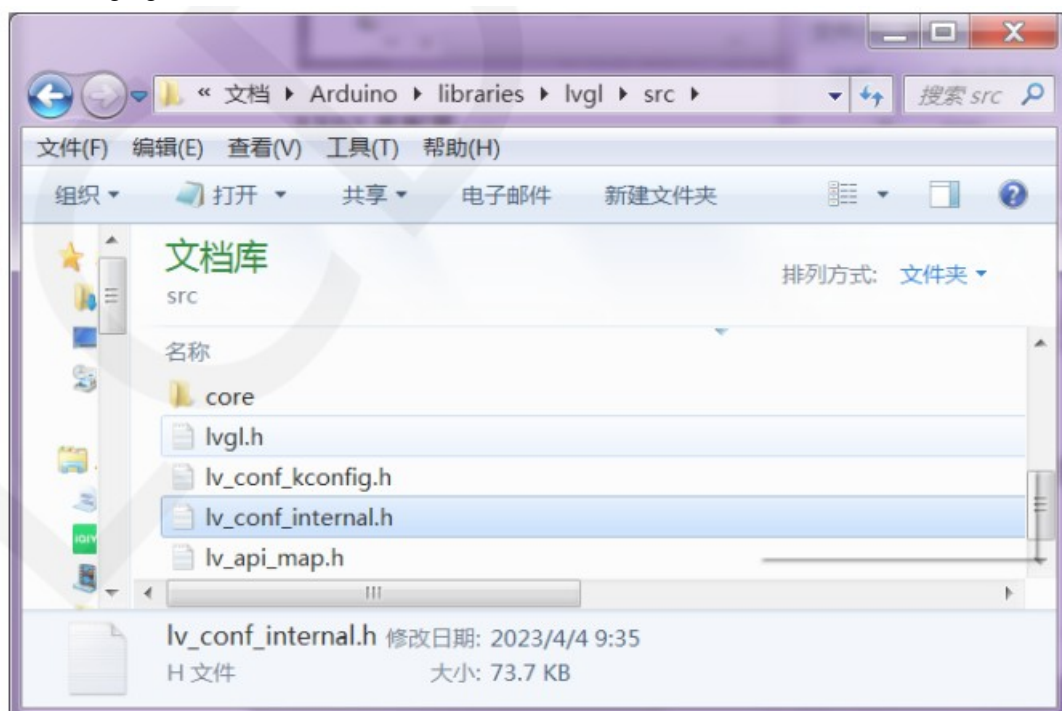 « 文档 ▸ Arduino ▸ libraries ▸ lvgl ▸ src ▸ 搜索 src
文件(F) 编辑(E) 查看(V) 工具(T) 帮助(H)
组织 打开 共享 电子邮件 新建文件夹
文档库
src
排列方式: 文件夹
名称
core
lvgl.h
lv_conf_kconfig.h
lv_conf_internal.h
lv_api_map.h
lv_conf_internal.h 修改日期: 2023/4/4 9:35
H 文件 大小: 73.7 KB